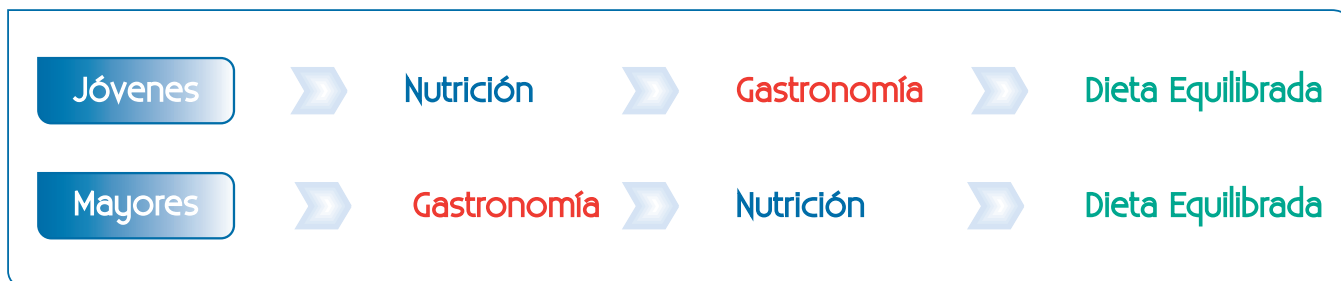 Jóvenes Nutrición Gastronomía Dieta Equilibrada
Mayores Gastronomía Nutrición Dieta Equilibrada